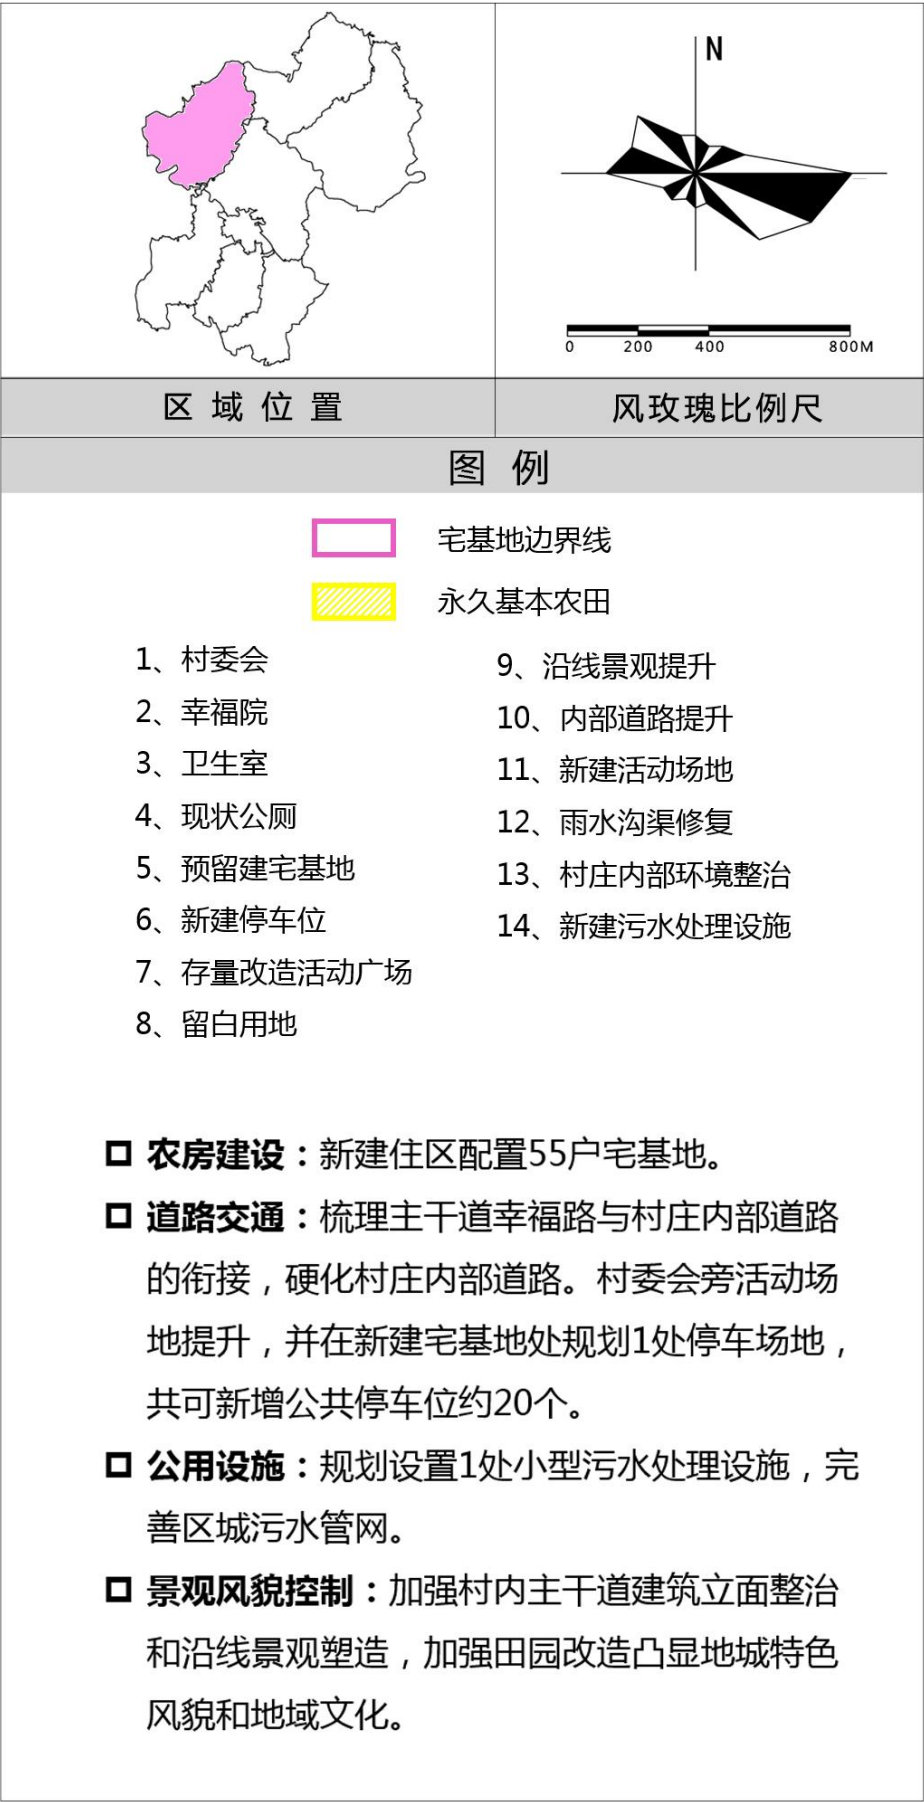 N
0 200 400 800M
区域位置
风玫瑰比例尺
图 例
宅基地边界线
永久基本农田
1、村委会
2、幸福院
3、卫生室
4、现状公厕
5、预留建宅基地
6、新建停车位
7、存量改造活动广场
8、留白用地
9、沿线景观提升
10、内部道路提升
11、新建活动场地
12、雨水沟渠修复
13、村庄内部环境整治
14、新建污水处理设施
农房建设：新建住区配置55户宅基地。
道路交通：梳理主干道幸福路与村庄内部道路
的衔接，硬化村庄内部道路。村委会旁活动场
地提升，并在新建宅基地处规划1处停车场地，
共可新增公共停车位约20个。
公用设施：规划设置1处小型污水处理设施，完
善区城污水管网。
景观风貌控制：加强村内主干道建筑立面整治
和沿线景观塑造，加强田园改造凸显地城特色
风貌和地域文化。